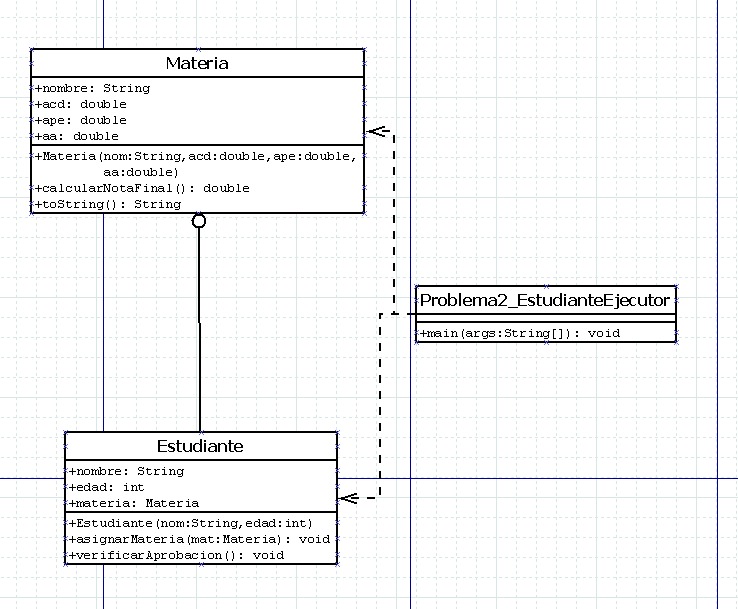 Materia
+nombre: String
+acd: double
+ape: double
+aa: double
+Materia(nom:String,acd:double,ape:double,
aa:double)
+calcularNotaFinal(): double
+toString(): String
Problema2_EstudianteEjecutor
+main(args:String[]): void
Estudiante
+nombre: String
+edad: int
+materia: Materia
+Estudiante(nom:String,edad:int)
+asignarMateria(mat:Materia): void
+verificarAprobacion(): void